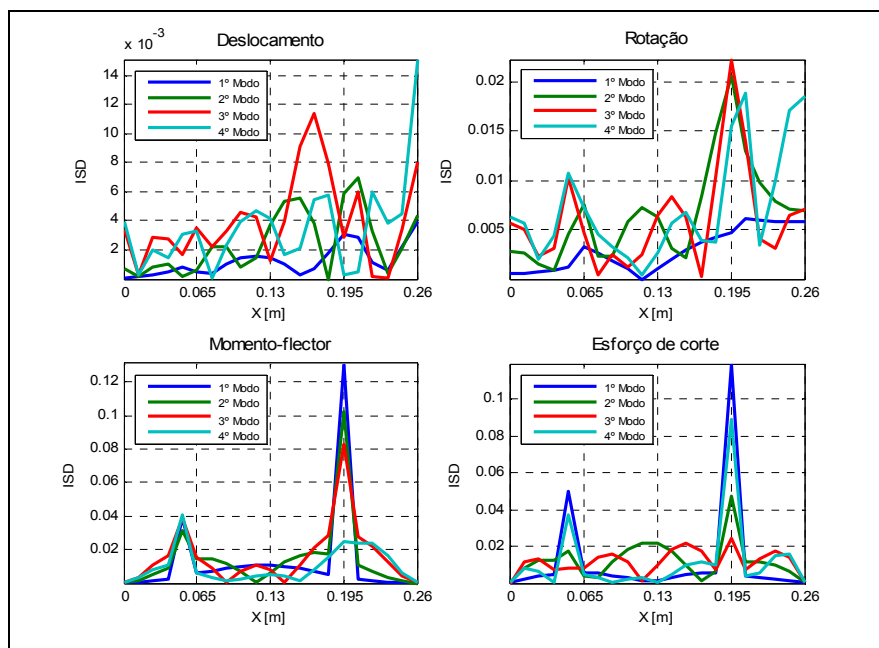 x 10⁻³
Deslocamento
14
12
10
8
6
4
2
ISD
1º Modo
2º Modo
3º Modo
4º Modo
0
0.065
0.13
0.195
0.26
X [m]
Rotação
0.02
0.015
0.01
0.005
ISD
1º Modo
2º Modo
3º Modo
4º Modo
0
0.065
0.13
0.195
0.26
X [m]
Momento-flector
0.12
0.1
0.08
0.06
0.04
0.02
ISD
1º Modo
2º Modo
3º Modo
4º Modo
0
0.065
0.13
0.195
0.26
X [m]
Esforço de corte
0.1
0.08
0.06
0.04
0.02
ISD
1º Modo
2º Modo
3º Modo
4º Modo
0
0.065
0.13
0.195
0.26
X [m]